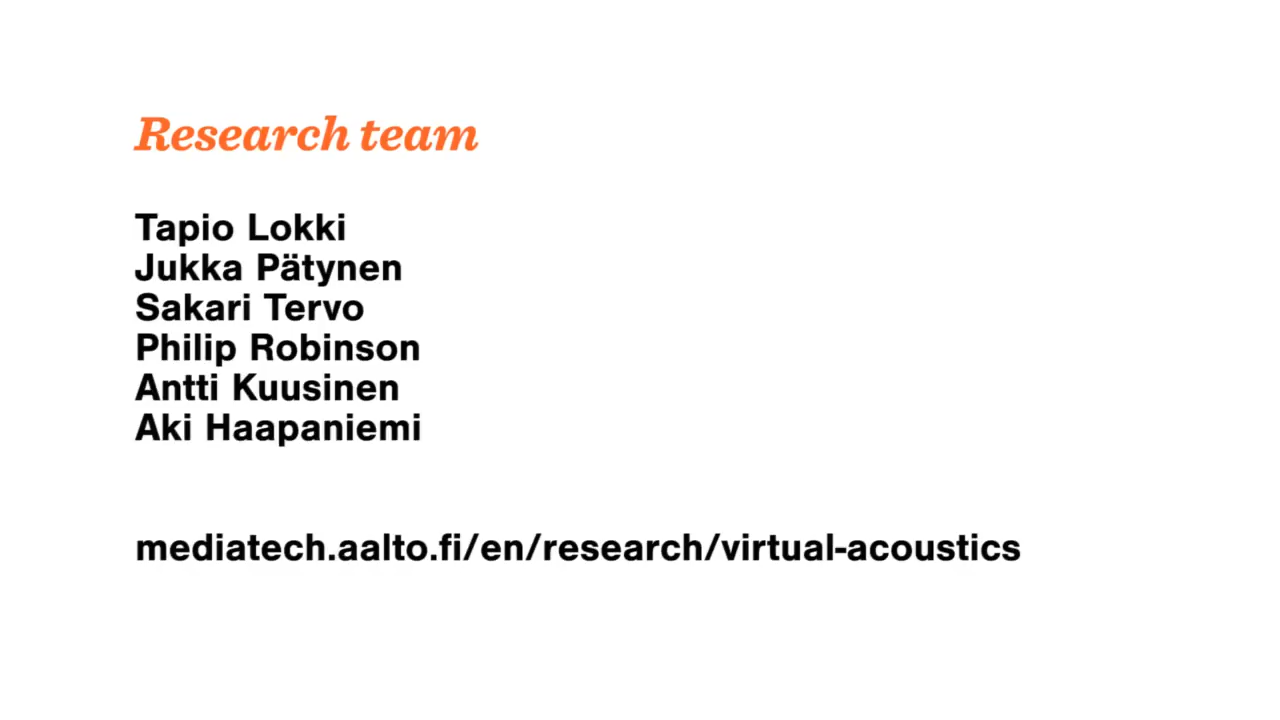 Research team
Tapio Lokki
Jukka Pätynen
Sakari Tervo
Philip Robinson
Antti Kuusinen
Aki Haapaniemi
mediatech.aalto.fi/en/research/virtual-acoustics